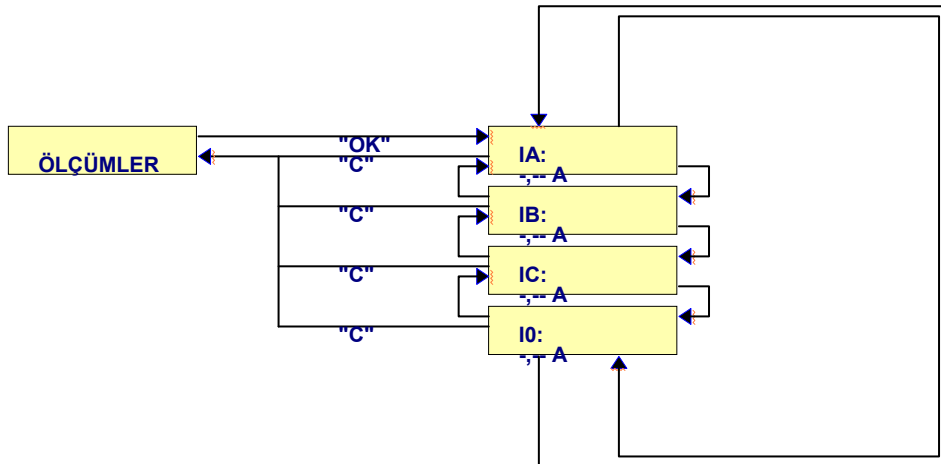 "OK"
ÖLÇÜMLER
"C"
IA:
-,-- A
"C"
IB:
-,-- A
"C"
IC:
-,-- A
"C"
I0:
-,-- A